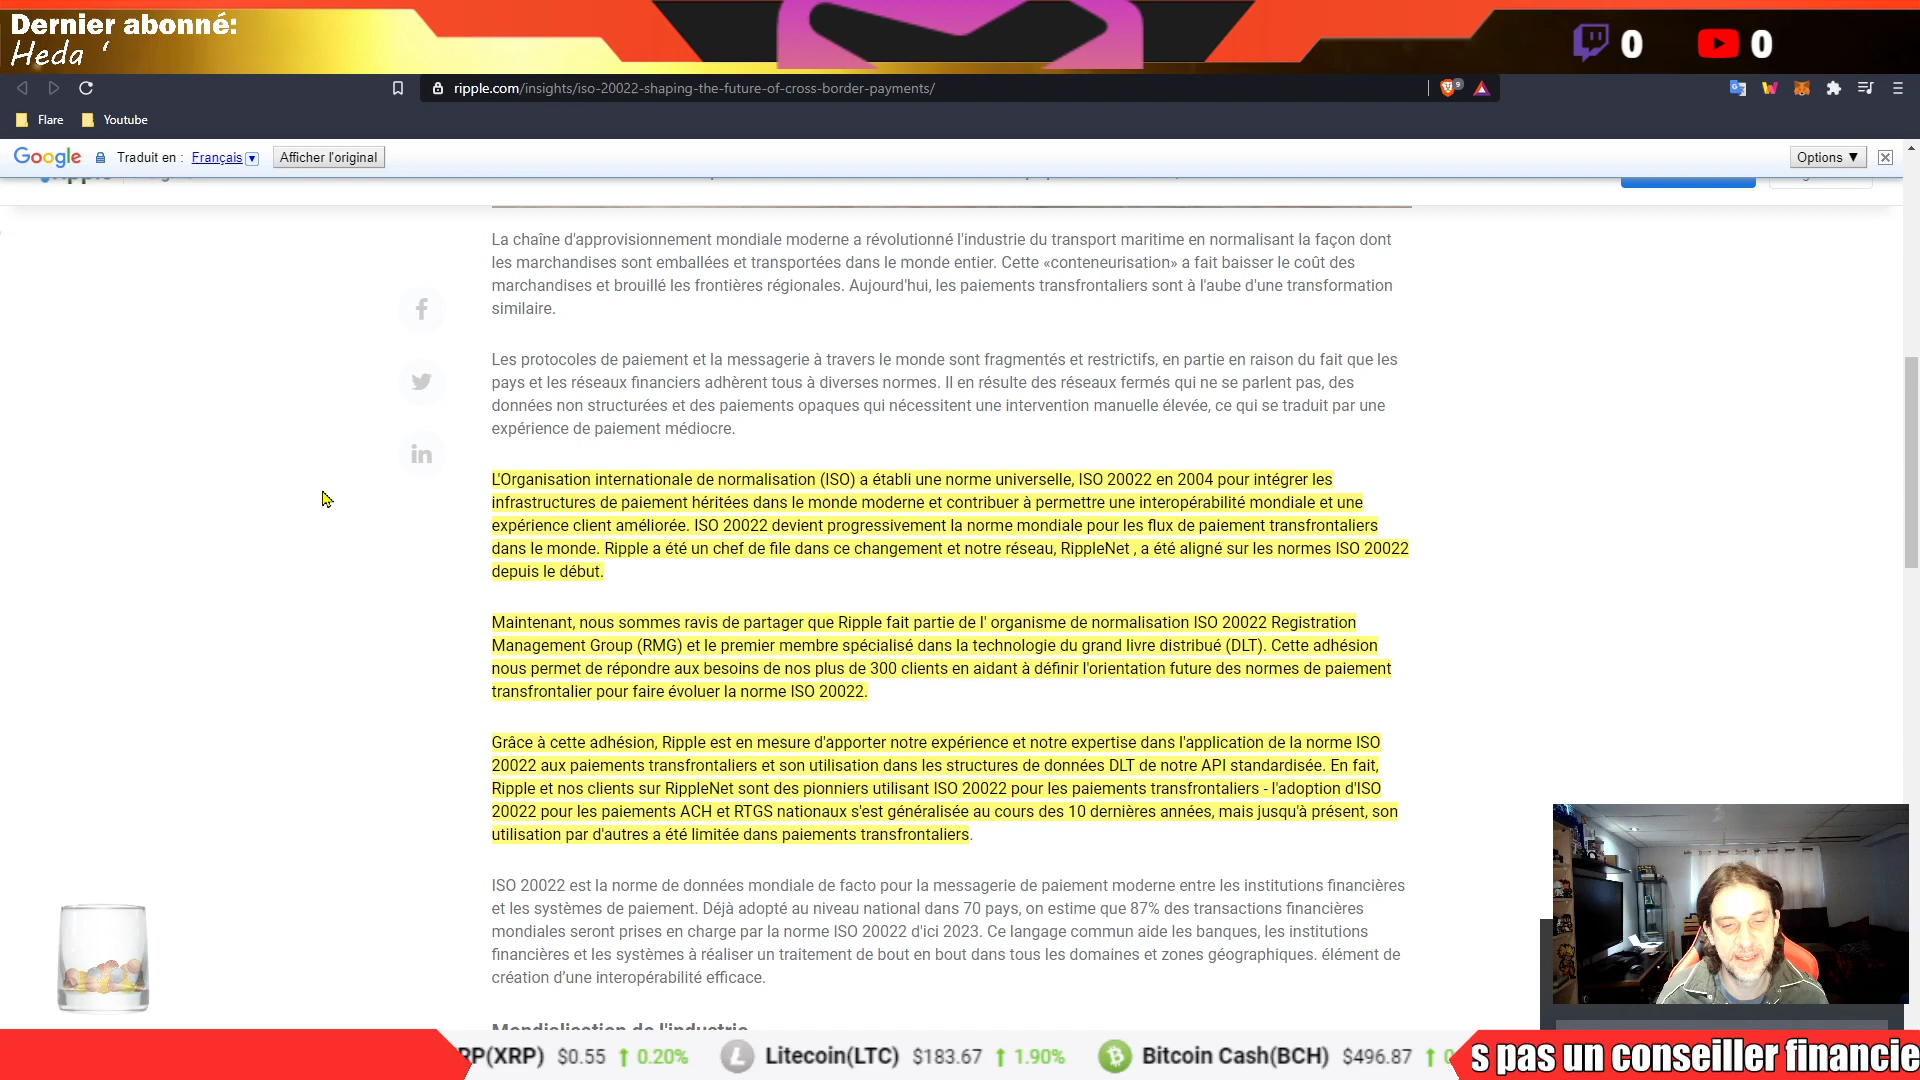 Dernier abonné:
Heda ‘
0
0
ripple.com/insights/iso-20022-shaping-the-future-of-cross-border-payments/
9
Flare
Youtube
Google
Traduit en :
Français
Afficher l'original
Options ▼
La chaîne d'approvisionnement mondiale moderne a révolutionné l'industrie du transport maritime en normalisant la façon dont
les marchandises sont emballées et transportées dans le monde entier. Cette «conteneurisation» a fait baisser le coût des
marchandises et brouillé les frontières régionales. Aujourd'hui, les paiements transfrontaliers sont à l'aube d'une transformation
similaire.
Les protocoles de paiement et la messagerie à travers le monde sont fragmentés et restrictifs, en partie en raison du fait que les
pays et les réseaux financiers adhèrent tous à diverses normes. Il en résulte des réseaux fermés qui ne se parlent pas, des
données non structurées et des paiements opaques qui nécessitent une intervention manuelle élevée, ce qui se traduit par une
expérience de paiement médiocre.
L'Organisation internationale de normalisation (ISO) a établi une norme universelle, ISO 20022 en 2004 pour intégrer les
infrastructures de paiement héritées dans le monde moderne et contribuer à permettre une interopérabilité mondiale et une
expérience client améliorée. ISO 20022 devient progressivement la norme mondiale pour les flux de paiement transfrontaliers
dans le monde. Ripple a été un chef de file dans ce changement et notre réseau, RippleNet , a été aligné sur les normes ISO 20022
depuis le début.
Maintenant, nous sommes ravis de partager que Ripple fait partie de l' organisme de normalisation ISO 20022 Registration
Management Group (RMG) et le premier membre spécialisé dans la technologie du grand livre distribué (DLT). Cette adhésion
nous permet de répondre aux besoins de nos plus de 300 clients en aidant à définir l'orientation future des normes de paiement
transfrontalier pour faire évoluer la norme ISO 20022.
Grâce à cette adhésion, Ripple est en mesure d'apporter notre expérience et notre expertise dans l'application de la norme ISO
20022 aux paiements transfrontaliers et son utilisation dans les structures de données DLT de notre API standardisée. En fait,
Ripple et nos clients sur RippleNet sont des pionniers utilisant ISO 20022 pour les paiements transfrontaliers - l'adoption d'ISO
20022 pour les paiements ACH et RTGS nationaux s'est généralisée au cours des 10 dernières années, mais jusqu'à présent, son
utilisation par d'autres a été limitée dans paiements transfrontaliers.
ISO 20022 est la norme de données mondiale de facto pour la messagerie de paiement moderne entre les institutions financières
et les systèmes de paiement. Déjà adopté au niveau national dans 70 pays, on estime que 87% des transactions financières
mondiales seront prises en charge par la norme ISO 20022 d'ici 2023. Ce langage commun aide les banques, les institutions
financières et les systèmes à réaliser un traitement de bout en bout dans tous les domaines et zones géographiques. élément de
création d’une interopérabilité efficace.
Mondialisation de l'industrie
RP(XRP) $0.55 ↑ 0.20% Litecoin(LTC) $183.67 ↑ 1.90% Bitcoin Cash(BCH) $496.87 ↑ 0
s pas un conseiller financie